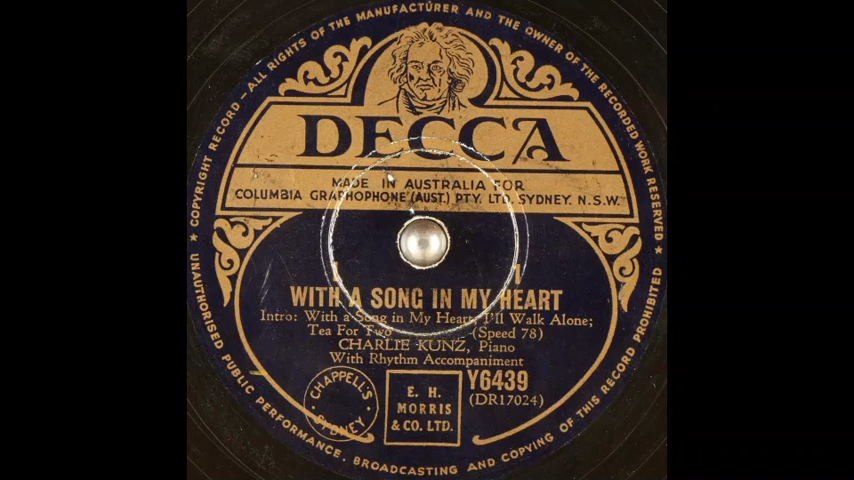 ★ COPYRIGHT RECORD — ALL RIGHTS OF THE MANUFACTURER AND THE OWNER OF THE RECORDED WORK RESERVED ★
DECCA
MADE IN AUSTRALIA FOR
COLUMBIA GRAPHOPHONE (AUST.) PTY. LTD. SYDNEY. N.S.W.
WITH A SONG IN MY HEART
Intro: With a Song in My Heart; I'll Walk Alone;
Tea For Two (Speed 78)
CHARLIE KUNZ, Piano
With Rhythm Accompaniment
Y6439
(DR17024)
CHAPPELL'S
SYDNEY
E. H.
MORRIS
& CO. LTD.
UNAUTHORISED PUBLIC PERFORMANCE, BROADCASTING AND COPYING OF THIS RECORD PROHIBITED